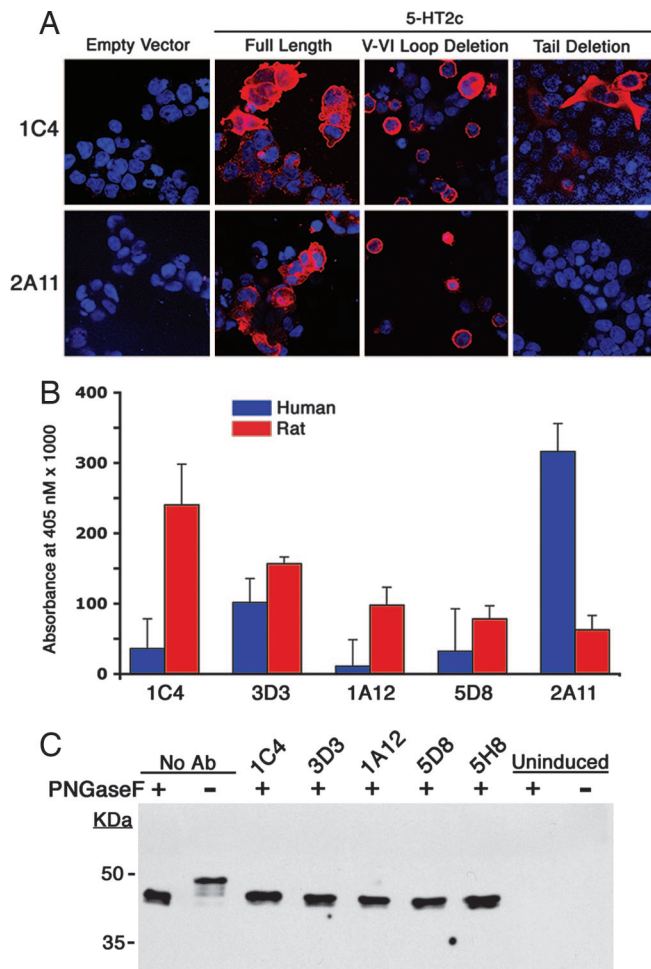 A
5-HT2c
Empty Vector Full Length V-VI Loop Deletion Tail Deletion
1C4
2A11
B
400
300
200
100
0
Absorbance at 405 nM x 1000
Human
Rat
1C4 3D3 1A12 5D8 2A11
C
No Ab 1C4 3D3 1A12 5D8 5H8 Uninduced
PNGaseF + - + + + + + + -
KDa
50 -
35 -